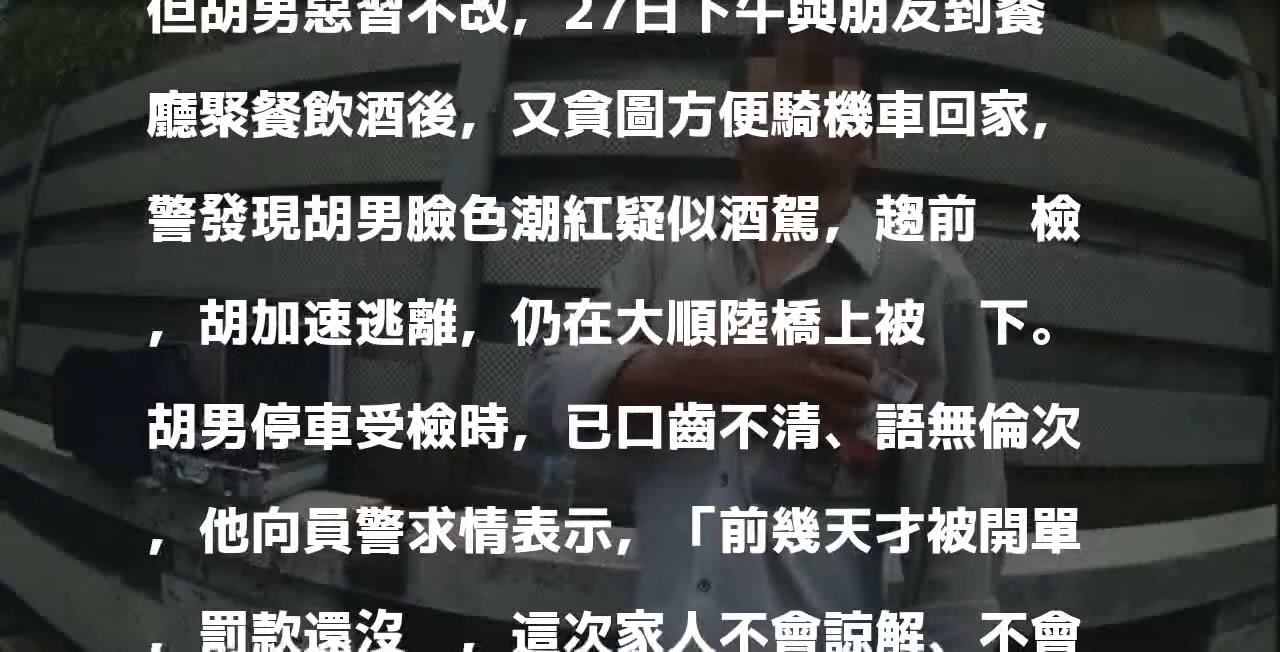 但胡男惡習不改，27日下午與朋友到餐
廳聚餐飲酒後，又貪圖方便騎機車回家，
警發現胡男臉色潮紅疑似酒駕，趨前　檢
，胡加速逃離，仍在大順陸橋上被　下。
胡男停車受檢時，已口齒不清、語無倫次
，他向員警求情表示，「前幾天才被開單
，罰款還沒　，這次家人不會諒解、不會